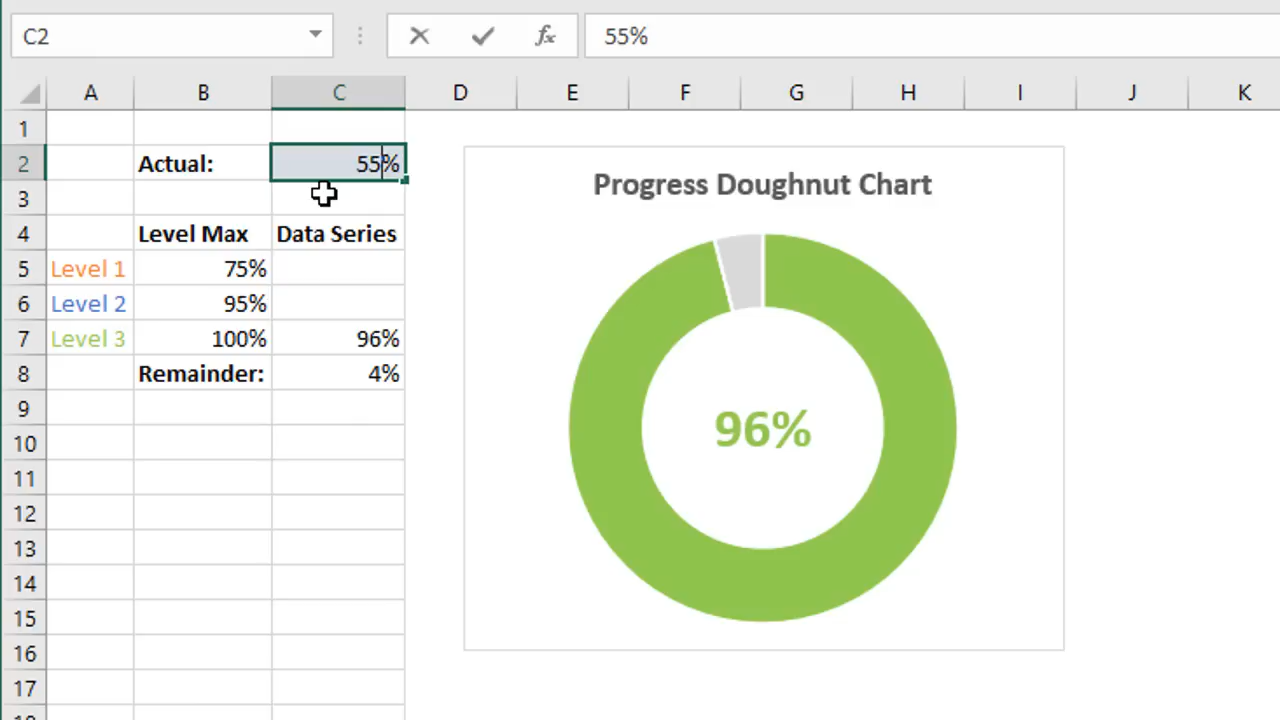 C2 fx 55%
A B C D E F G H I J K
1
2 Actual: 55%
3
4 Level Max Data Series
5 Level 1 75%
6 Level 2 95%
7 Level 3 100% 96%
8 Remainder: 4%
9
10
11
12
13
14
15
16
17
Progress Doughnut Chart
96%